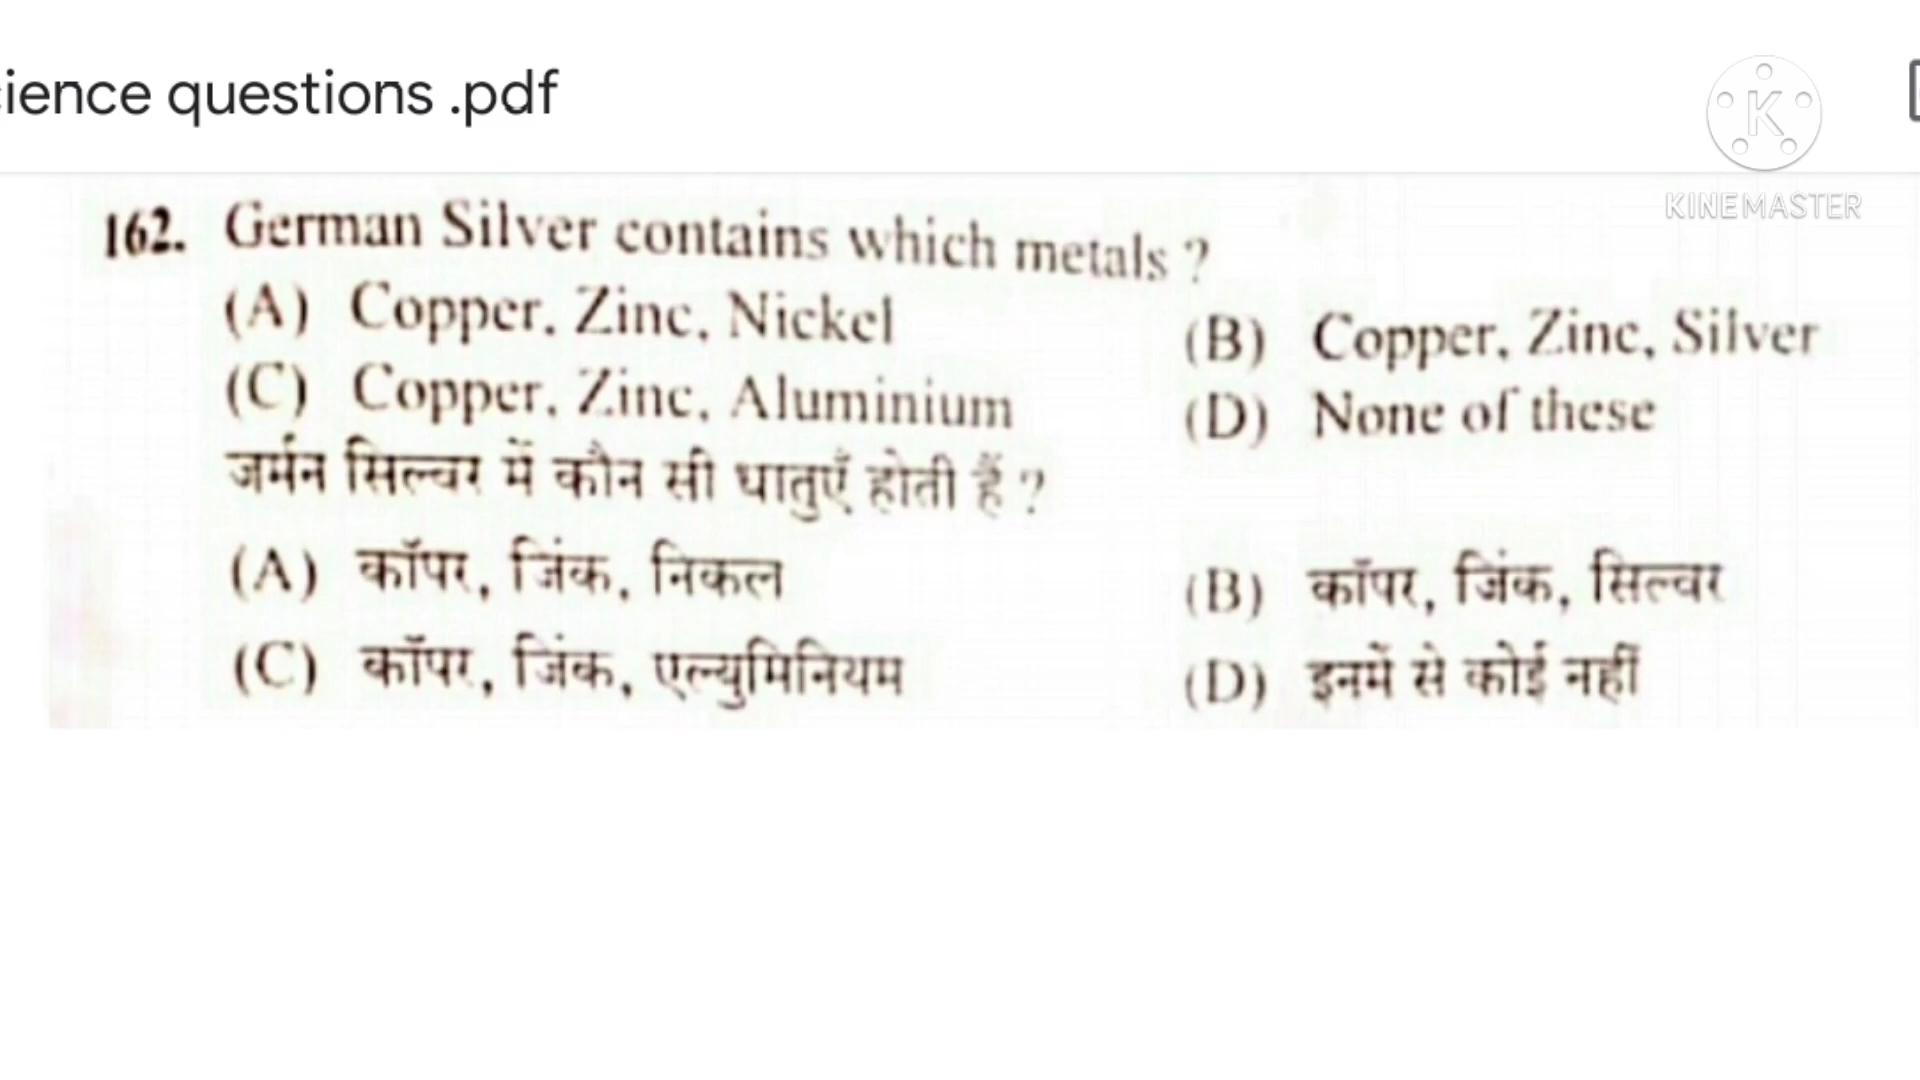 ience questions .pdf
K
KINEMASTER
162. German Silver contains which metals ?
(A) Copper, Zinc, Nickel
(B) Copper, Zinc, Silver
(C) Copper, Zinc, Aluminium
(D) None of these
जर्मन सिल्वर में कौन सी धातुएँ होती हैं ?
(A) कॉपर, जिंक, निकल
(B) कॉपर, जिंक, सिल्वर
(C) कॉपर, जिंक, एल्युमिनियम
(D) इनमें से कोई नहीं